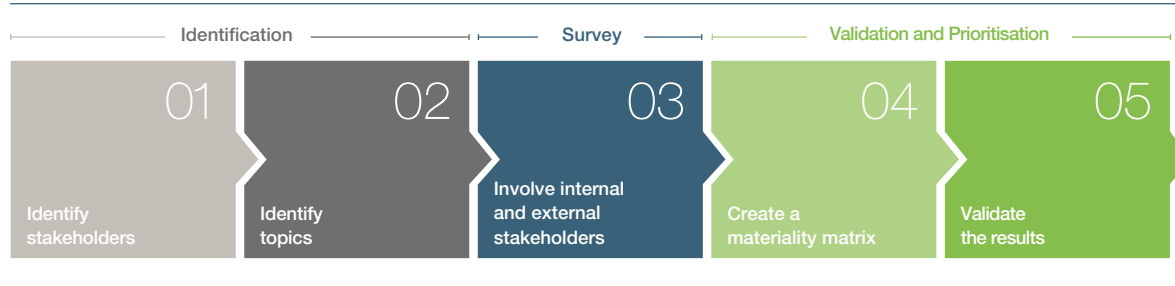 Identification
Survey
Validation and Prioritisation
01
02
03
04
05
Identify
stakeholders
Identify
topics
Involve internal
and external
stakeholders
Create a
materiality matrix
Validate
the results